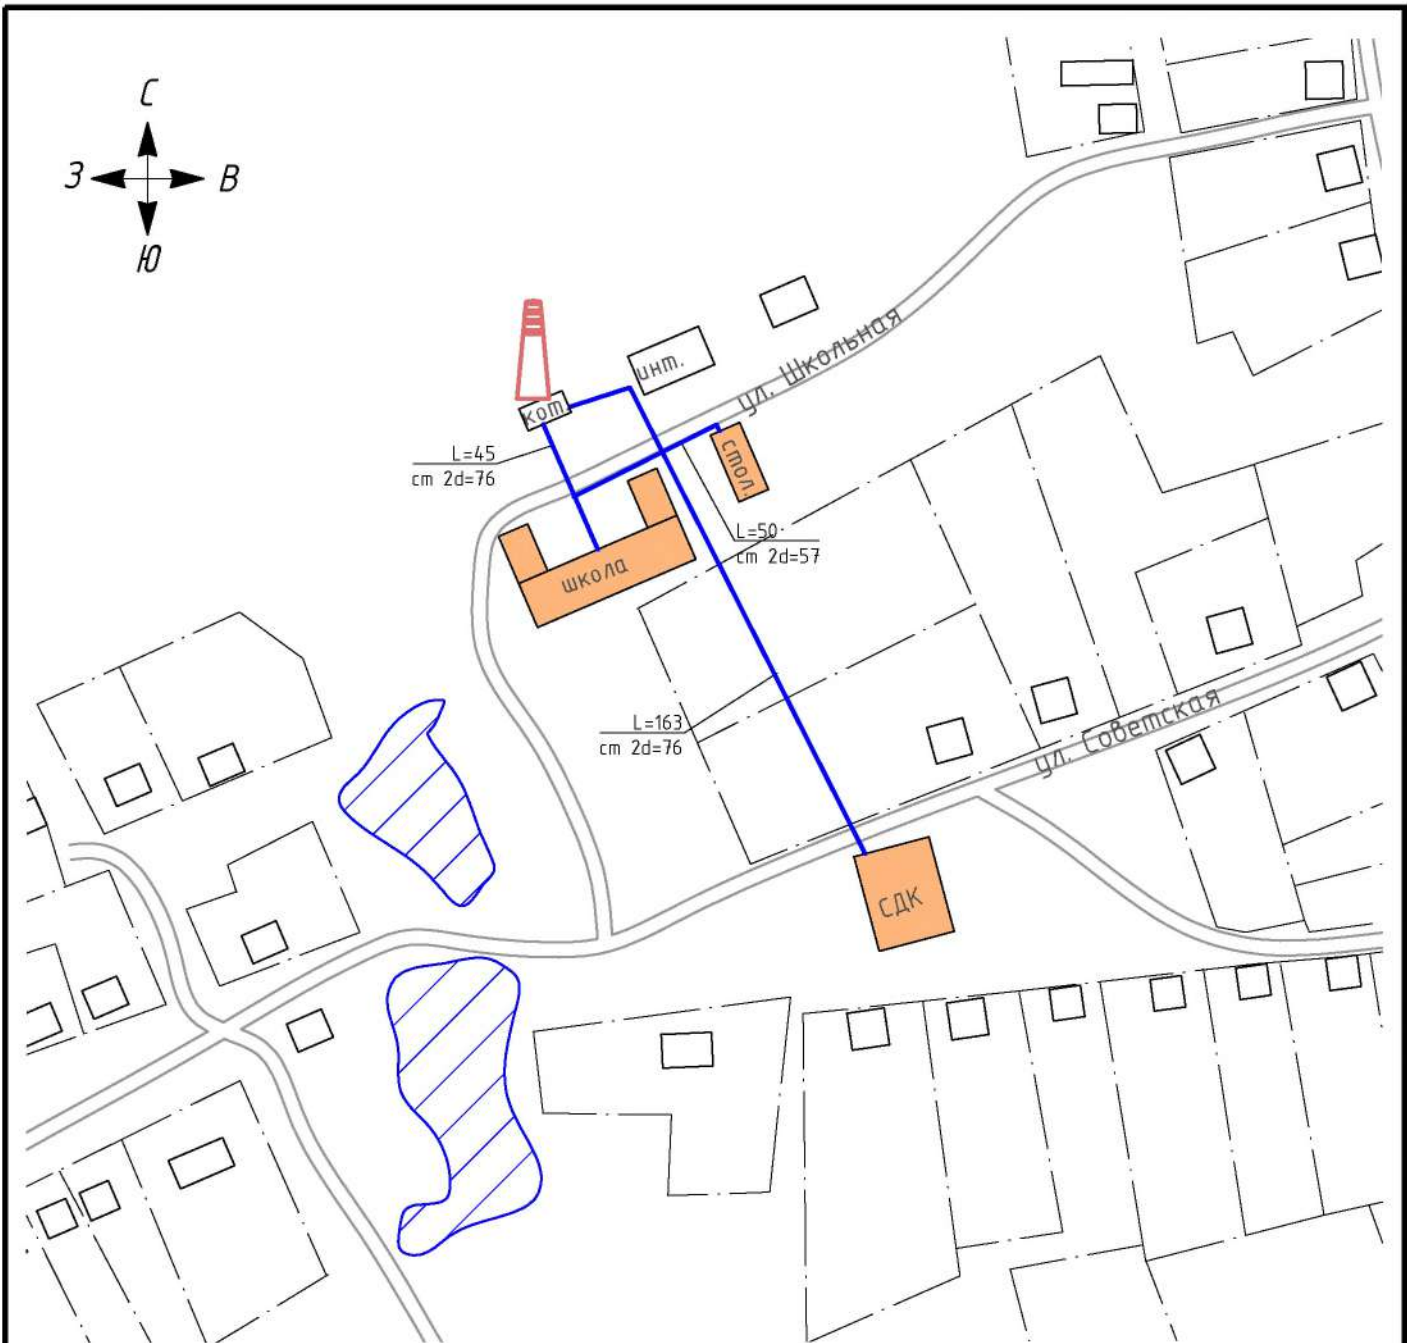 С
З
В
Ю
ул. Школьная
инт.
кот.
стол.
L=45
ст 2d=76
L=50
ст 2d=57
школа
L=163
ст 2d=76
ул. Советская
СДК